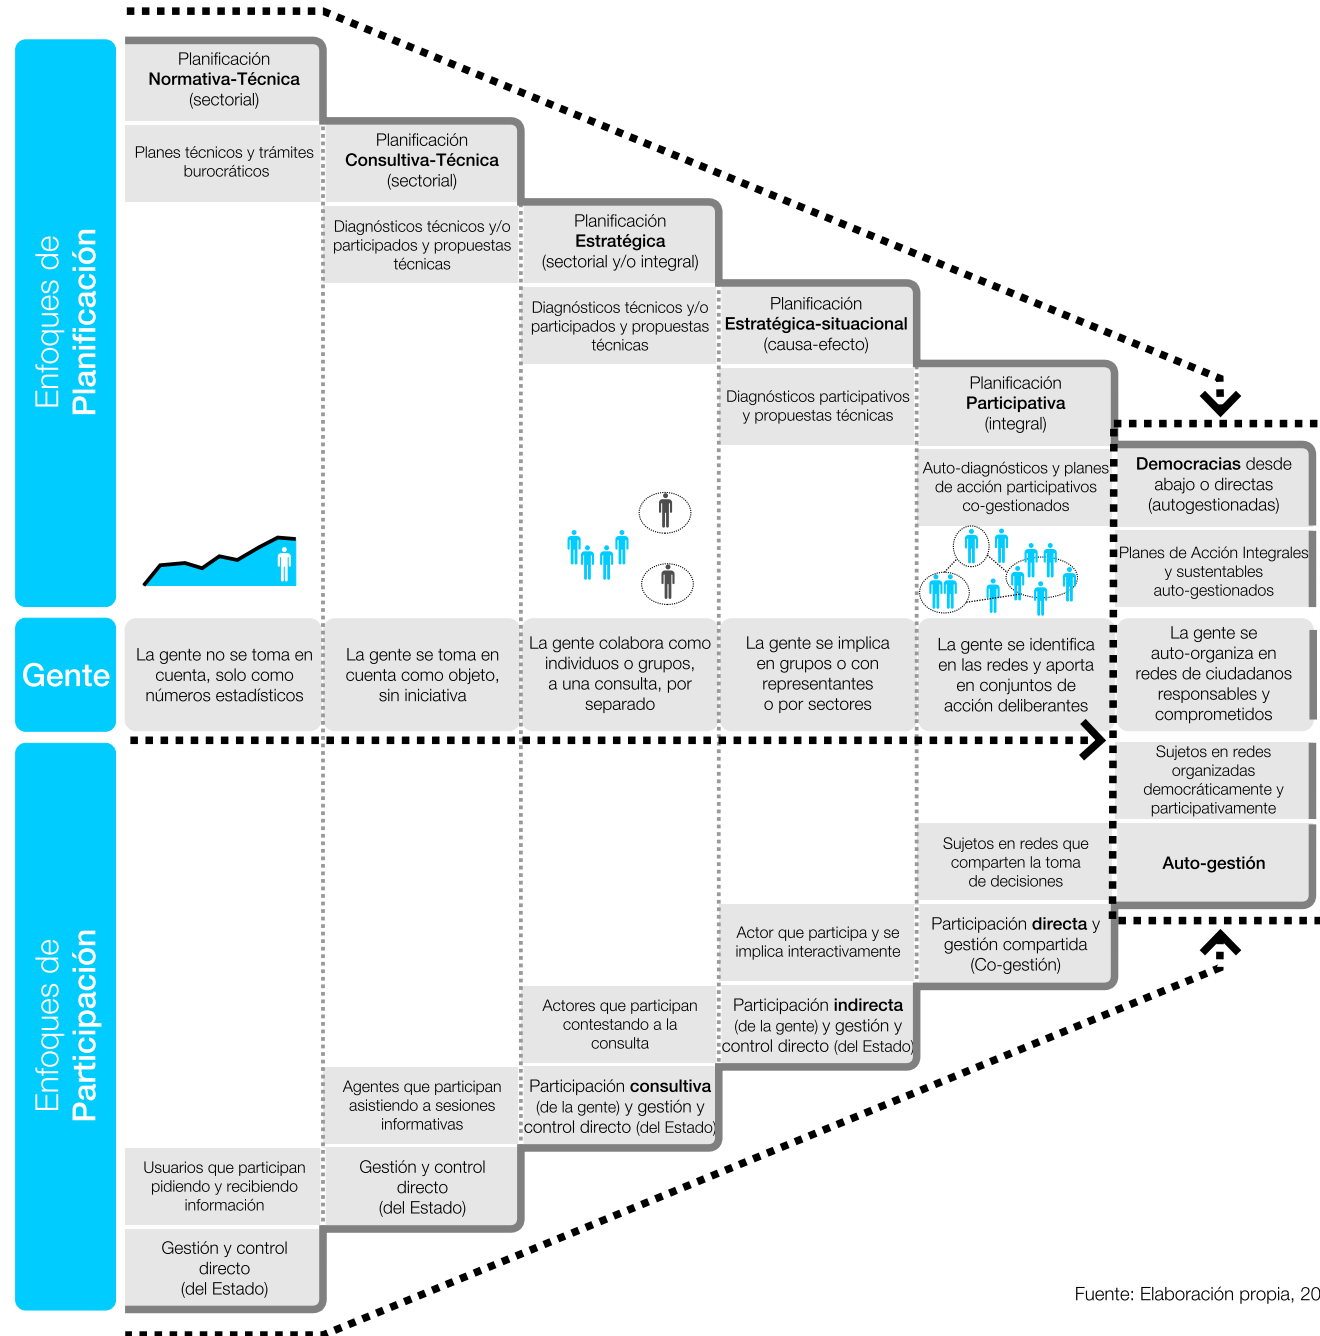 Enfoques de
Planificación
Planificación
Normativa-Técnica
(sectorial)
Planes técnicos y trámites
burocráticos
Planificación
Consultiva-Técnica
(sectorial)
Diagnósticos técnicos y/o
participados y propuestas
técnicas
Planificación
Estratégica
(sectorial y/o integral)
Diagnósticos técnicos y/o
participados y propuestas
técnicas
Planificación
Estratégica-situacional
(causa-efecto)
Diagnósticos participativos
y propuestas técnicas
Planificación
Participativa
(integral)
Auto-diagnósticos y planes
de acción participativos
co-gestionados
Democracias desde
abajo o directas
(autogestionadas)
Planes de Acción Integrales
y sustentables
auto-gestionados
Gente
La gente no se toma en
cuenta, solo como
números estadísticos
La gente se toma en
cuenta como objeto,
sin iniciativa
La gente colabora como
individuos o grupos,
a una consulta, por
separado
La gente se implica
en grupos o con
representantes
o por sectores
La gente se identifica
en las redes y aporta
en conjuntos de
acción deliberantes
La gente se
auto-organiza en
redes de ciudadanos
responsables y
comprometidos
Enfoques de
Participación
Usuarios que participan
pidiendo y recibiendo
información
Gestión y control
directo
(del Estado)
Agentes que participan
asistiendo a sesiones
informativas
Gestión y control
directo
(del Estado)
Actores que participan
contestando a la
consulta
Participación consultiva
(de la gente) y gestión y
control directo (del Estado)
Actor que participa y se
implica interactivamente
Participación indirecta
(de la gente) y gestión y
control directo (del Estado)
Sujetos en redes que
comparten la toma
de decisiones
Participación directa y
gestión compartida
(Co-gestión)
Sujetos en redes
organizadas
democráticamente y
participativamente
Auto-gestión
Fuente: Elaboración propia, 20